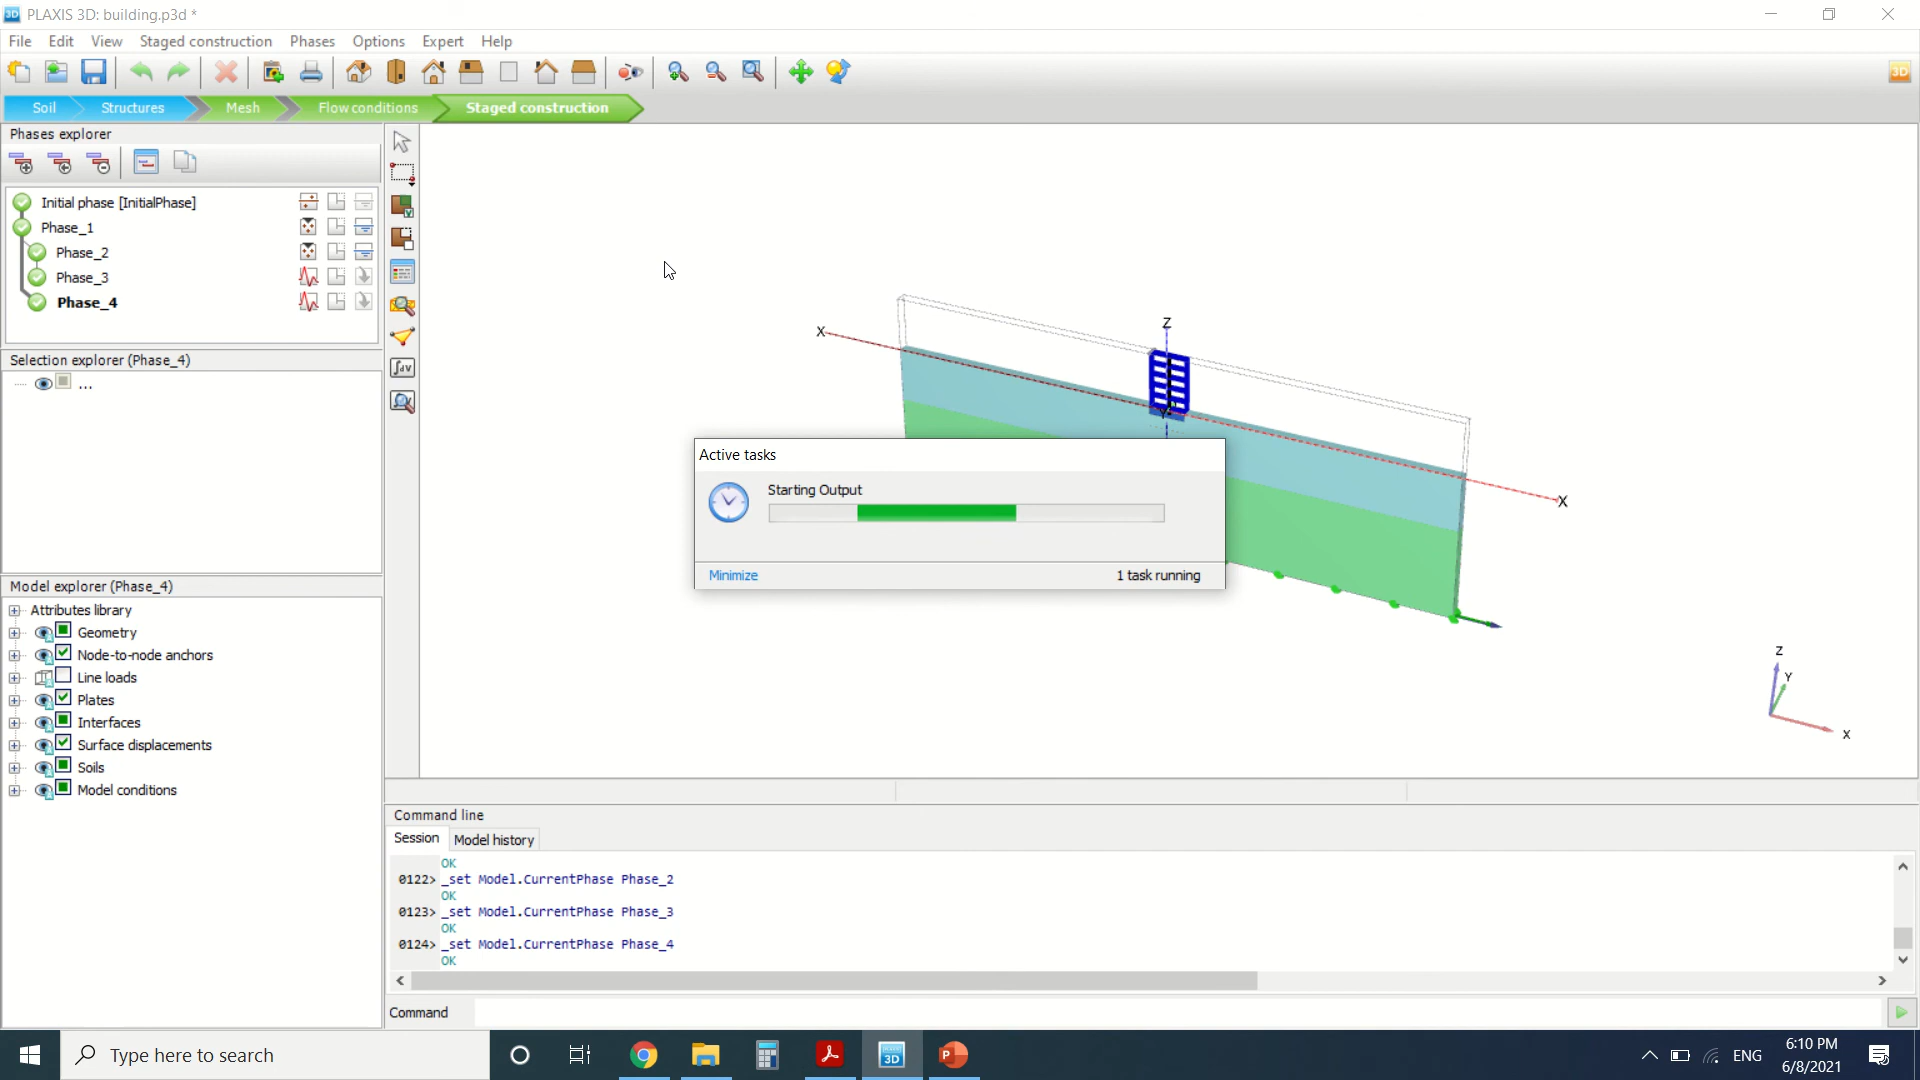 PLAXIS 3D: building.p3d *
File Edit View Staged construction Phases Options Expert Help
3D
Soil Structures Mesh Flow conditions Staged construction
Phases explorer
Initial phase [InitialPhase]
Phase_1
Phase_2
Phase_3
Phase_4
Selection explorer (Phase_4)
...
Model explorer (Phase_4)
Attributes library
Geometry
Node-to-node anchors
Line loads
Plates
Interfaces
Surface displacements
Soils
Model conditions
Z
X
X
Active tasks
Starting Output
Minimize 1 task running
Z
Y
X
Command line
Session Model history
OK
0122> _set Model.CurrentPhase Phase_2
OK
0123> _set Model.CurrentPhase Phase_3
OK
0124> _set Model.CurrentPhase Phase_4
OK
Command
Type here to search
3D
P
ENG
6:10 PM
6/8/2021